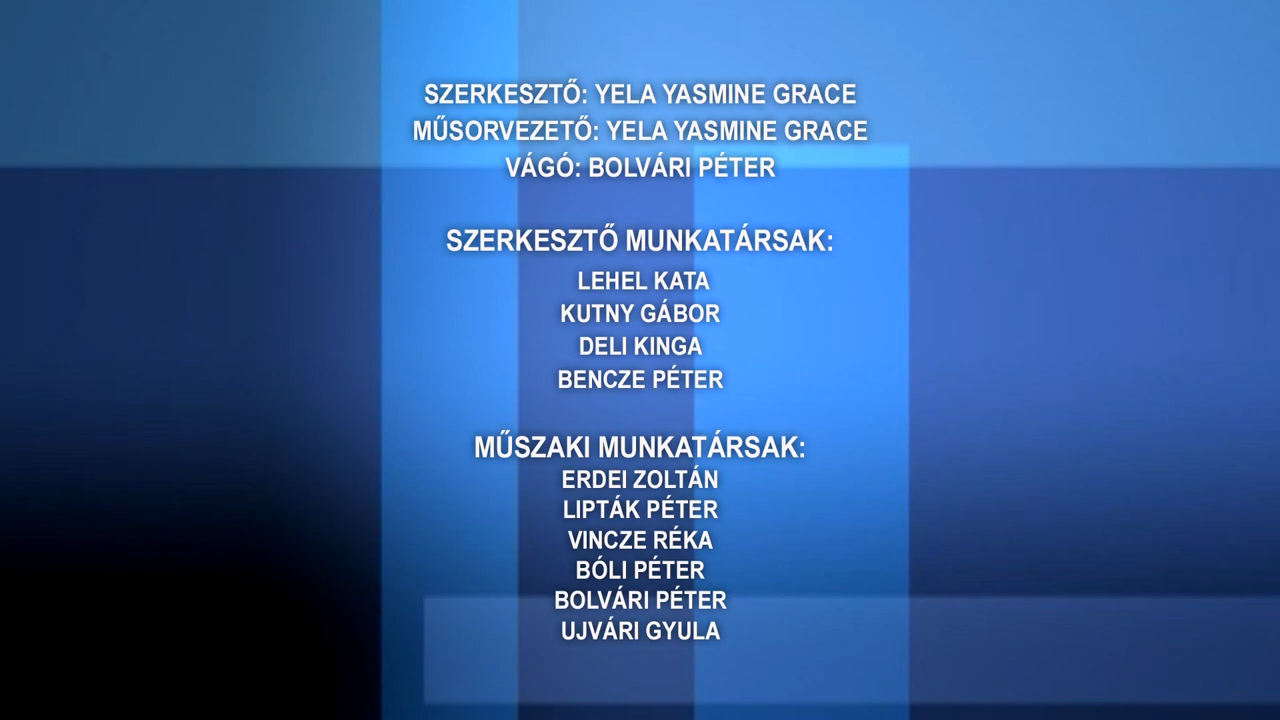 SZERKESZTŐ: YELA YASMINE GRACE
MŰSORVEZETŐ: YELA YASMINE GRACE
VÁGÓ: BOLVÁRI PÉTER
SZERKESZTŐ MUNKATÁRSAK:
LEHEL KATA
KUTNY GÁBOR
DELI KINGA
BENCZE PÉTER
MŰSZAKI MUNKATÁRSAK:
ERDEI ZOLTÁN
LIPTÁK PÉTER
VINCZE RÉKA
BÓLI PÉTER
BOLVÁRI PÉTER
UJVÁRI GYULA